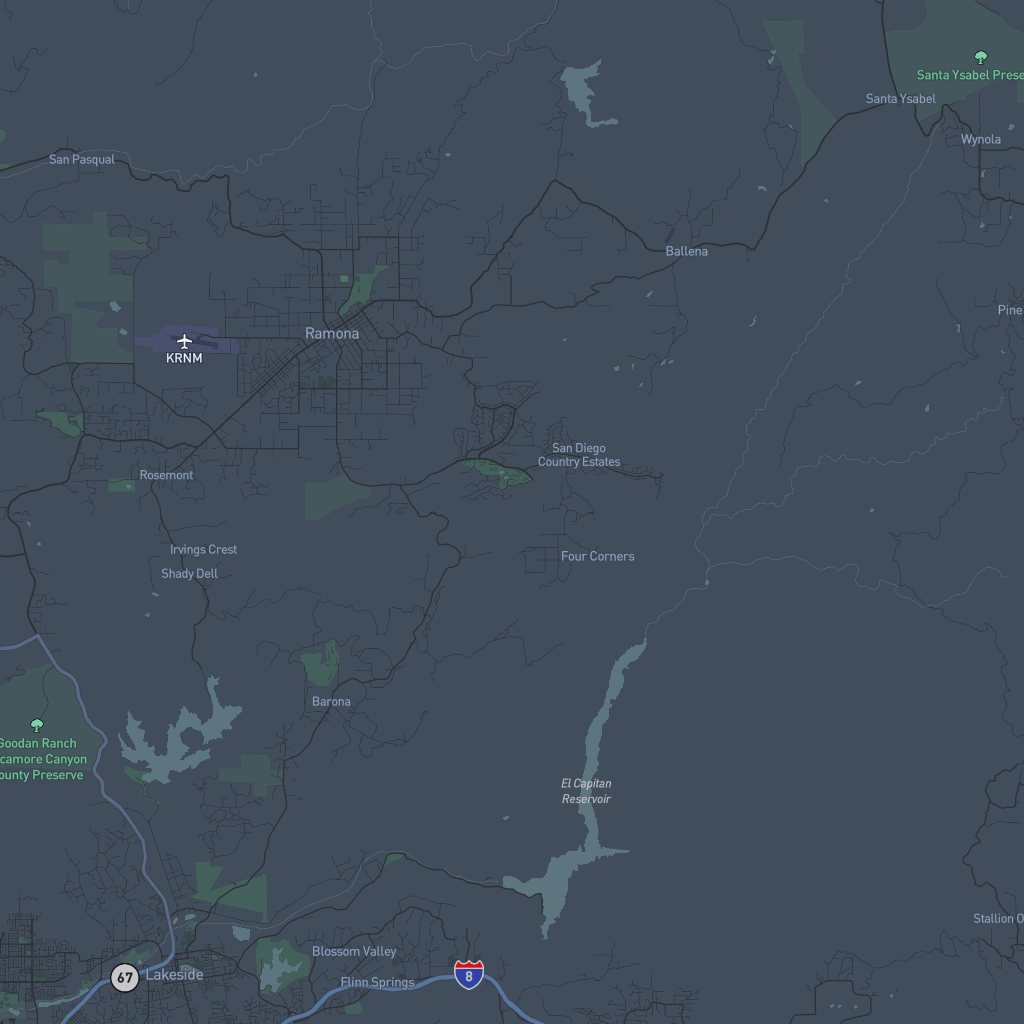 Santa Ysabel Prese
Santa Ysabel
Wynola
San Pasqual
Ballena
Pine
Ramona
KRNM
San Diego
Country Estates
Rosemont
Irvings Crest
Four Corners
Shady Dell
Barona
Goodan Ranch
camore Canyon
ounty Preserve
El Capitan
Reservoir
Stallion O
Blossom Valley
67
Lakeside
Flinn Springs
8